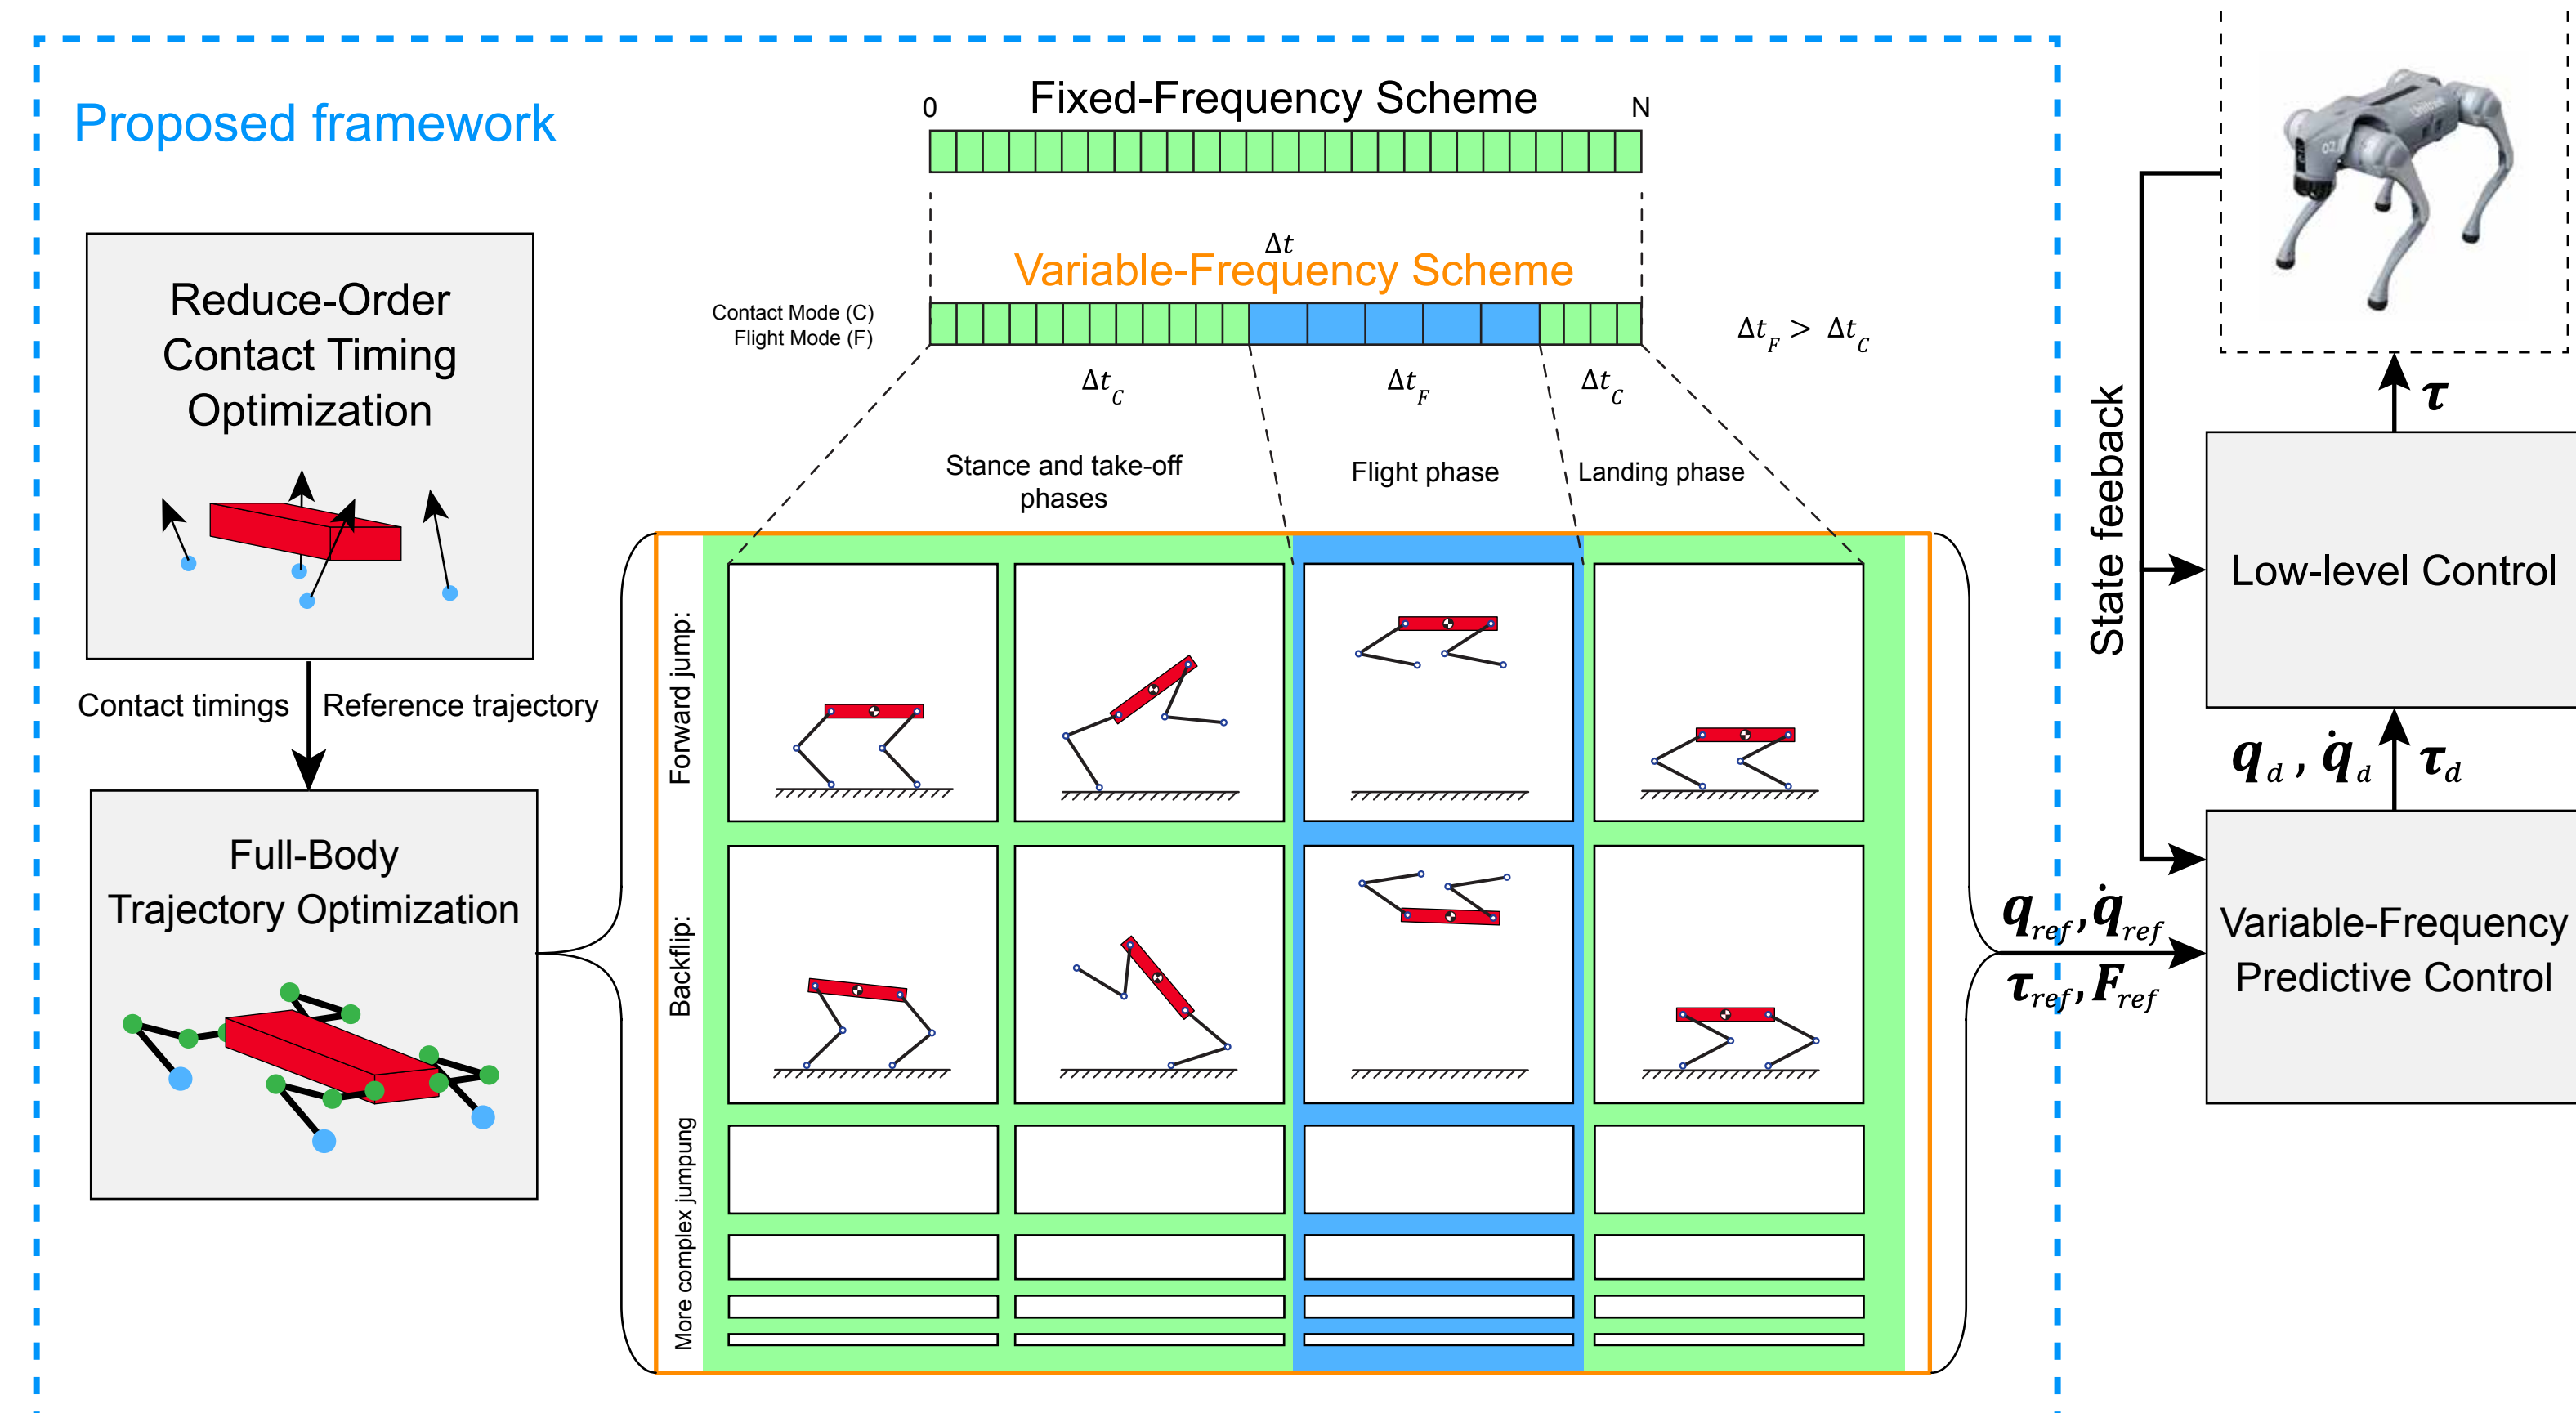 Proposed framework
Reduce-Order
Contact Timing
Optimization
Contact timings
Reference trajectory
Full-Body
Trajectory Optimization
Fixed-Frequency Scheme
0
N
Δt
Variable-Frequency Scheme
Contact Mode (C)
Flight Mode (F)
Δt_F > Δt_C
Δt_C
Δt_F
Δt_C
Stance and take-off
phases
Flight phase
Landing phase
Forward jump:
Backflip:
More complex jumpung
q_ref, q̇_ref
τ_ref, F_ref
State feeback
Unitree
02
τ
Low-level Control
q_d , q̇_d
τ_d
Variable-Frequency
Predictive Control